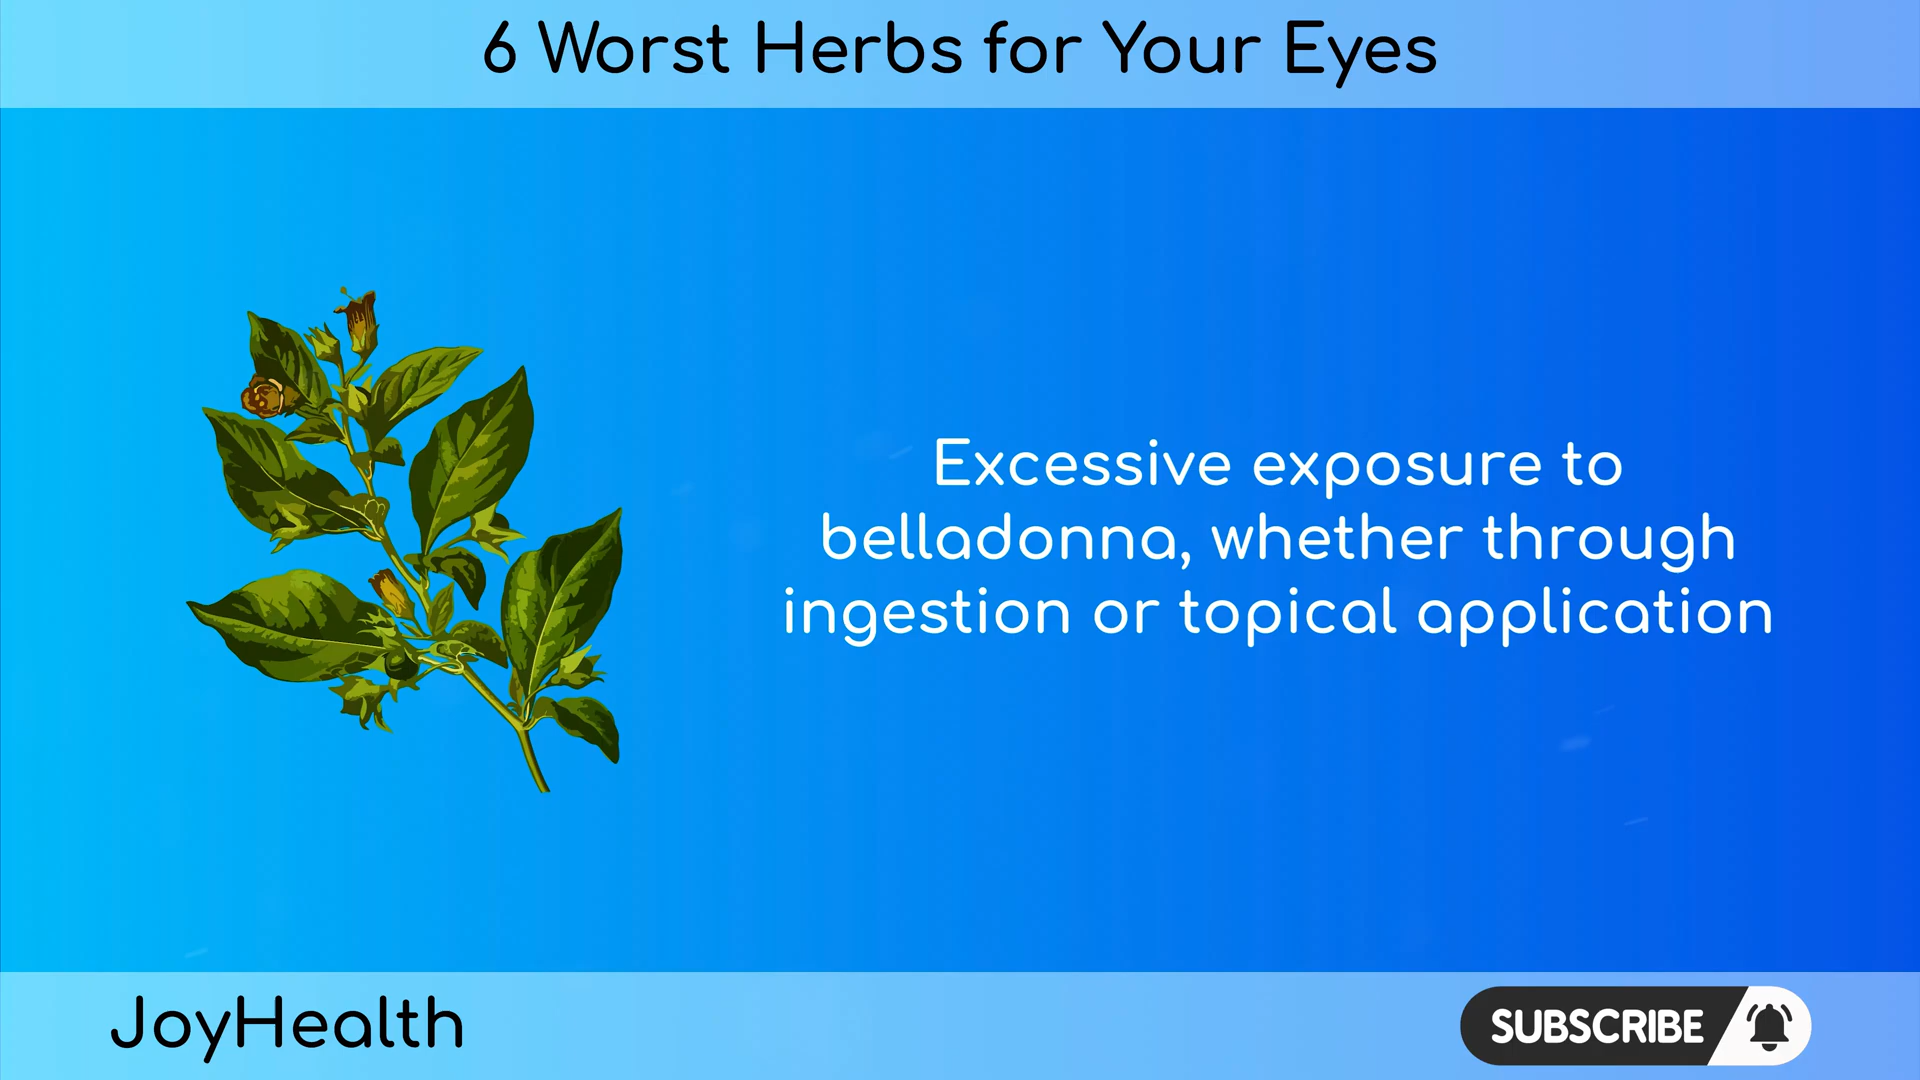 6 Worst Herbs for Your Eyes
Excessive exposure to
belladonna, whether through
ingestion or topical application
JoyHealth
SUBSCRIBE